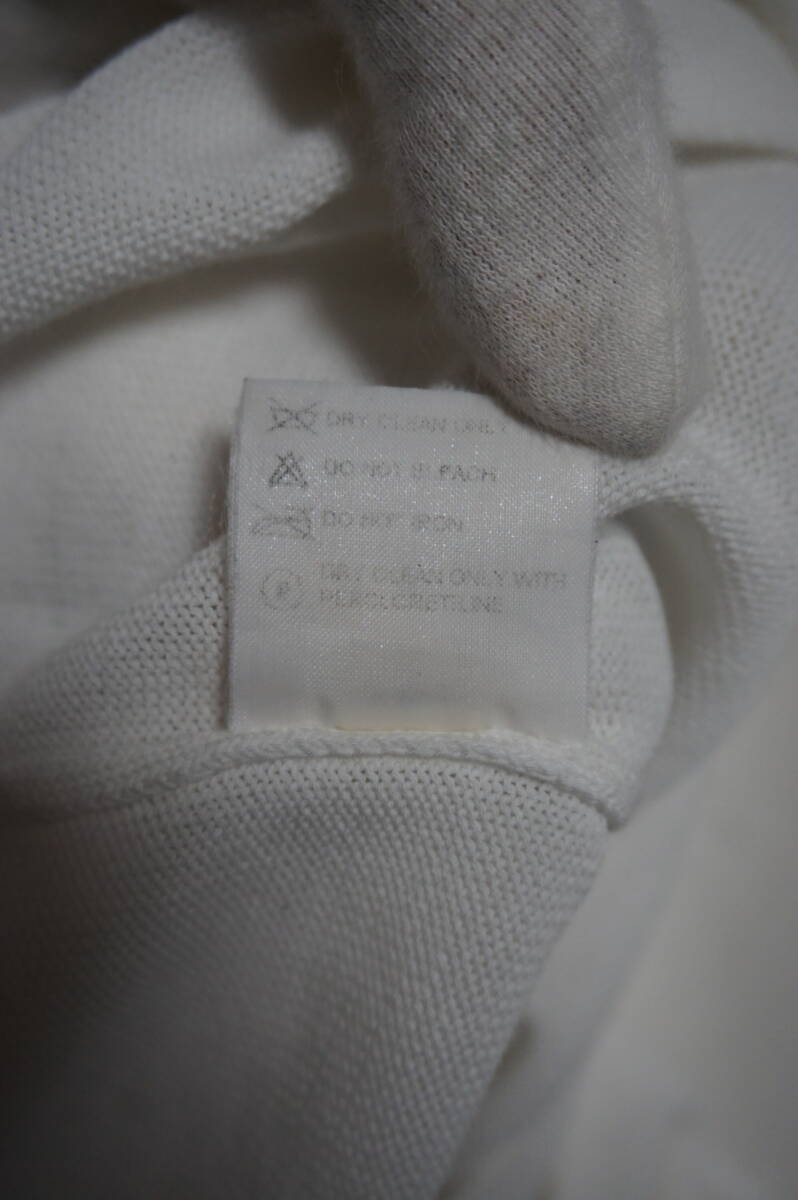 DRY CLEAN ONLY
DO NOT BLEACH
DO NOT IRON
P DRY CLEAN ONLY WITH